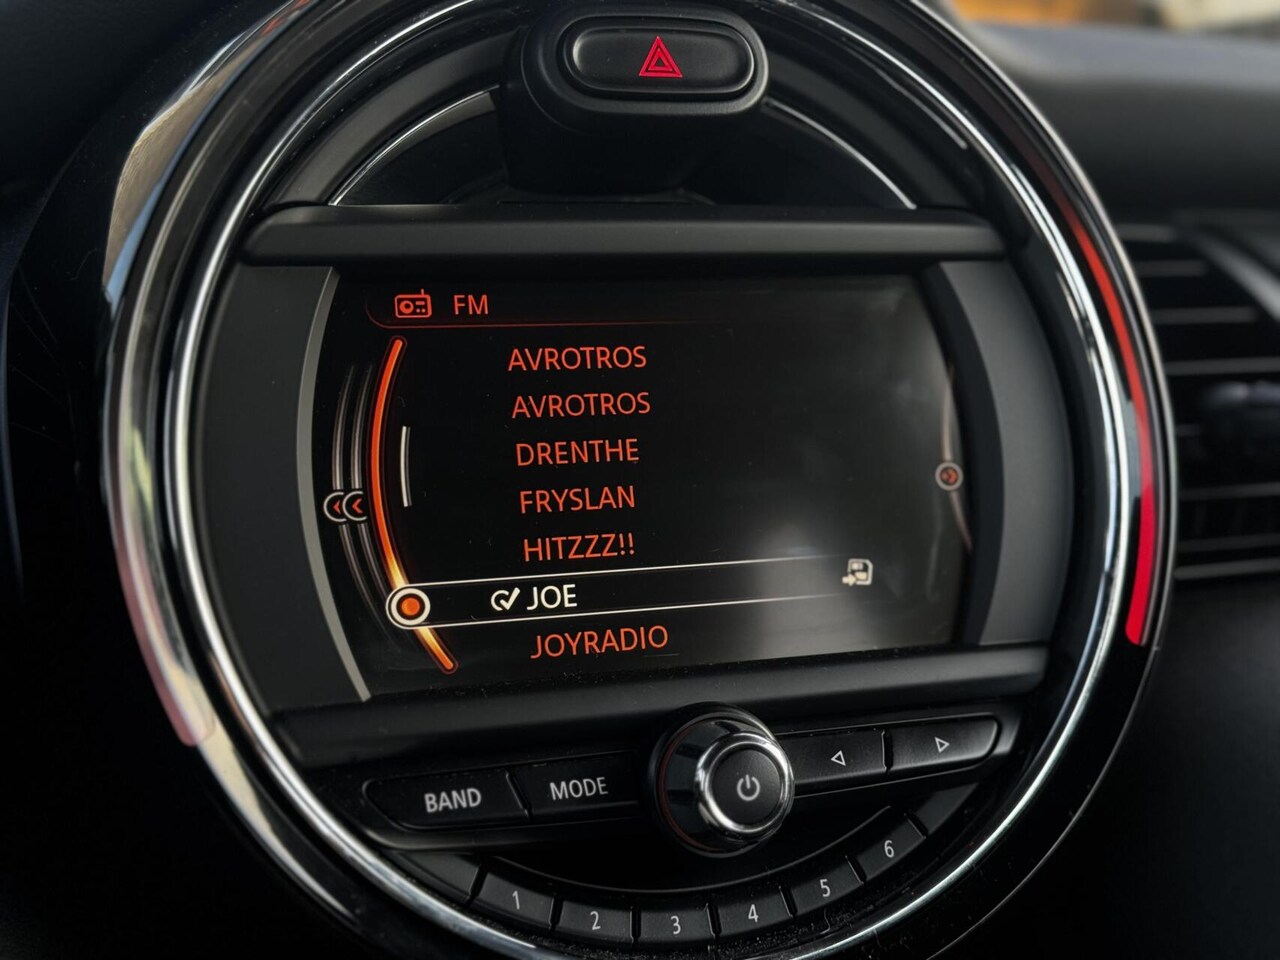 FM
AVROTROS
AVROTROS
DRENTHE
FRYSLAN
HITZZZ!!
JOE
JOYRADIO
BAND
MODE
1
2
3
4
5
6